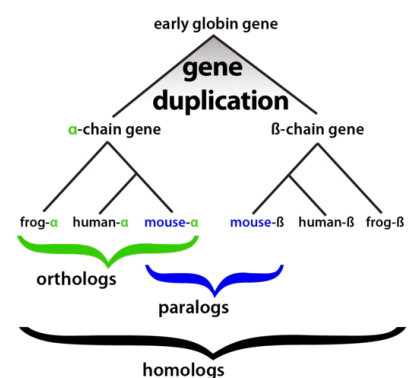 early globin gene
gene
duplication
α-chain gene ß-chain gene
frog-α human-α mouse-α mouse-ß human-ß frog-ß
orthologs
paralogs
homologs